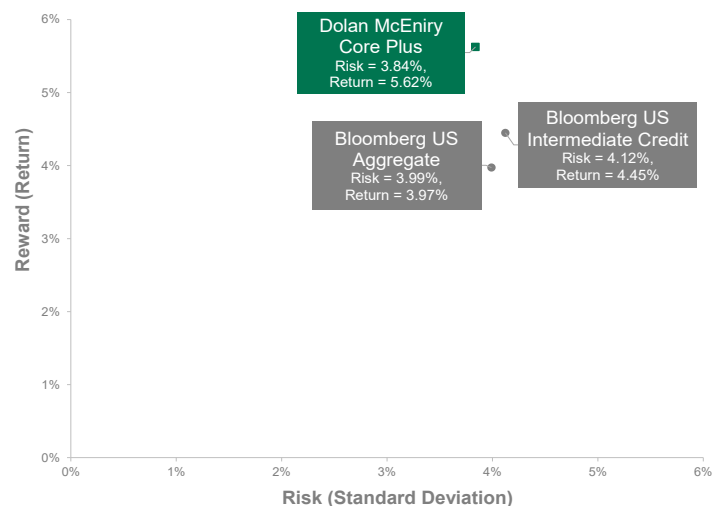 6%
Dolan McEniry
Core Plus
Risk = 3.84%,
Return = 5.62%
5%
Bloomberg US
Intermediate Credit
Risk = 4.12%,
Return = 4.45%
Bloomberg US
Aggregate
Risk = 3.99%,
Return = 3.97%
4%
3%
2%
1%
0%
Reward (Return)
0%
1%
2%
3%
4%
5%
6%
Risk (Standard Deviation)